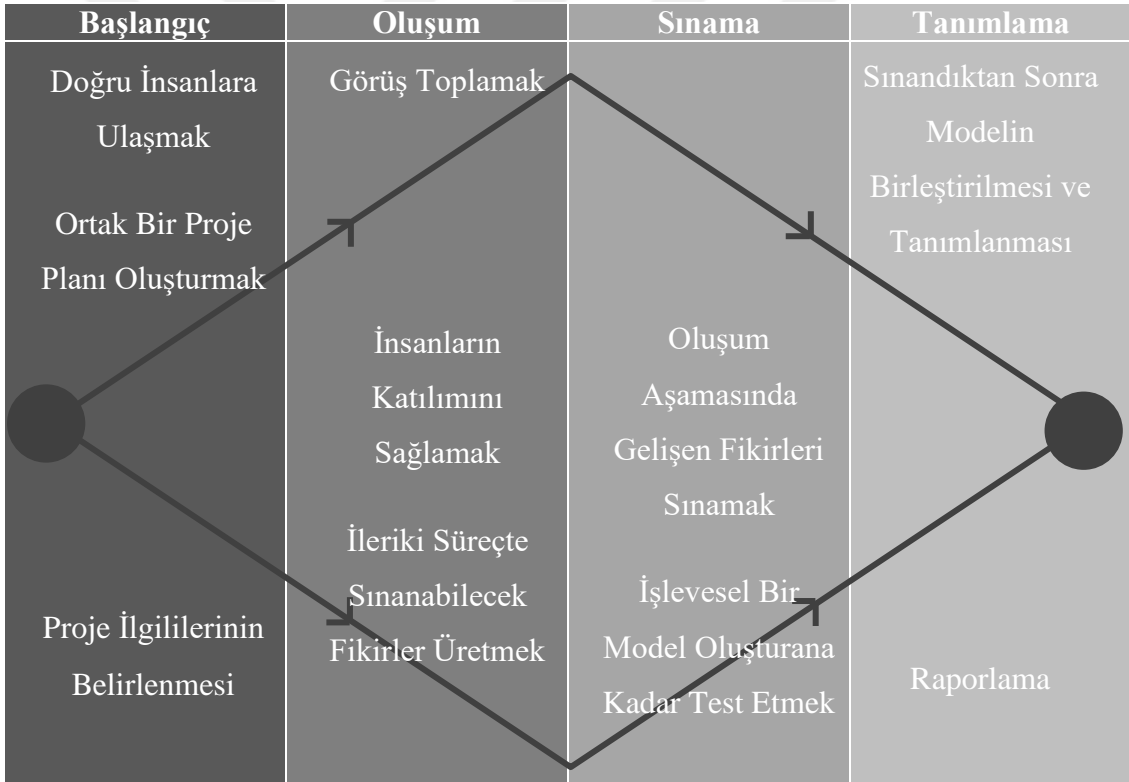 Başlangıç
Doğru İnsanlara
Ulaşmak
Ortak Bir Proje
Planı Oluşturmak
Proje İlgililerinin
Belirlenmesi
Oluşum
Görüş Toplamak
İnsanların
Katılımını
Sağlamak
İleriki Süreçte
Sınanabilecek
Fikirler Üretmek
Sınama
Oluşum
Aşamasında
Gelişen Fikirleri
Sınamak
İşlevesel Bir
Model Oluşturana
Kadar Test Etmek
Tanımlama
Sınandıktan Sonra
Modelin
Birleştirilmesi ve
Tanımlanması
Raporlama